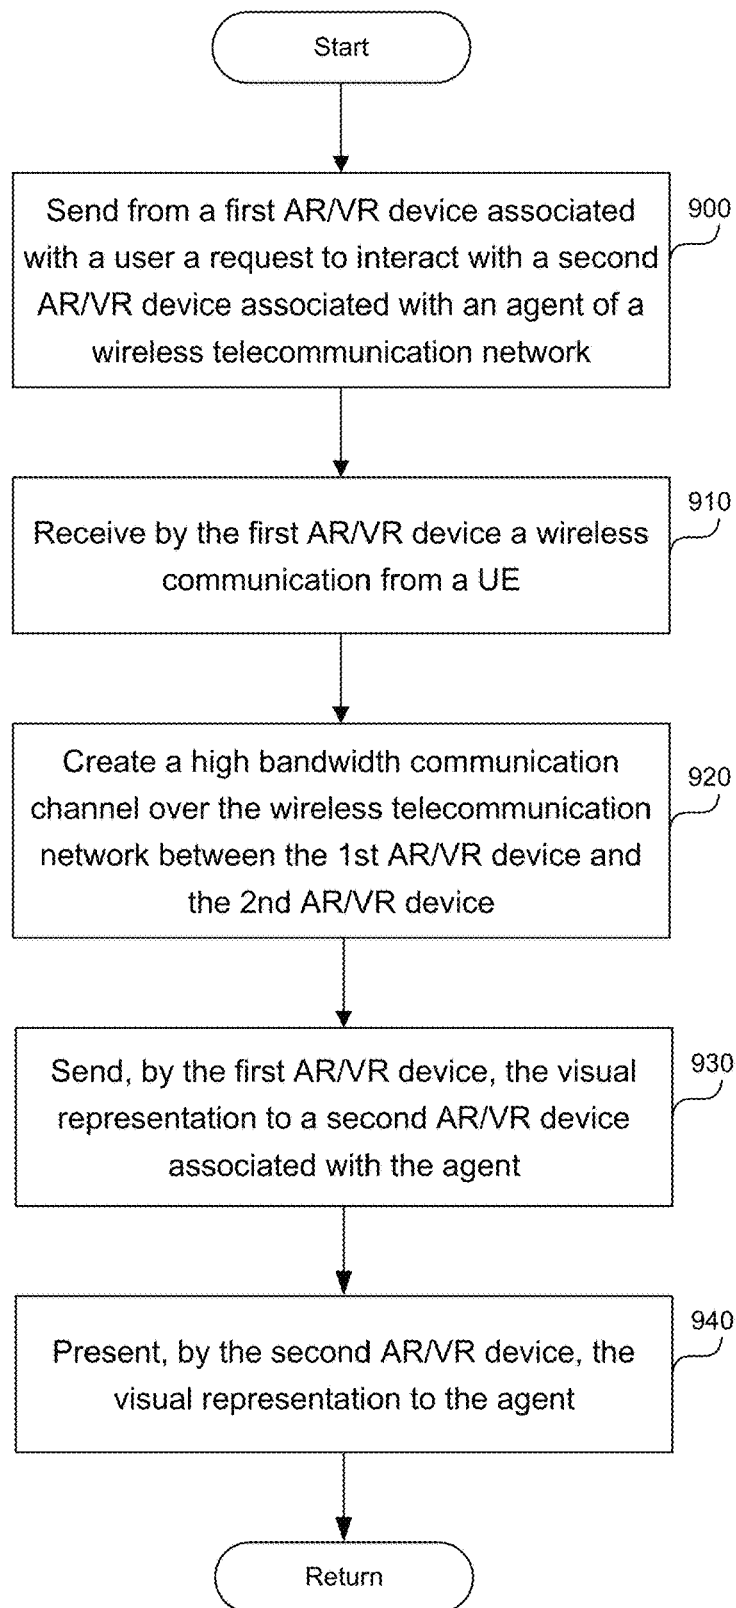 Start
Send from a first AR/VR device associated
with a user a request to interact with a second
AR/VR device associated with an agent of a
wireless telecommunication network
900
Receive by the first AR/VR device a wireless
communication from a UE
910
Create a high bandwidth communication
channel over the wireless telecommunication
network between the 1st AR/VR device and
the 2nd AR/VR device
920
Send, by the first AR/VR device, the visual
representation to a second AR/VR device
associated with the agent
930
Present, by the second AR/VR device, the
visual representation to the agent
940
Return